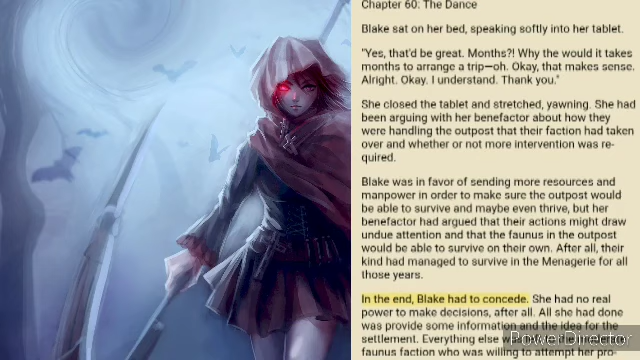 Chapter 60: The Dance
Blake sat on her bed, speaking softly into her tablet.
"Yes, that'd be great. Months?! Why the would it takes
months to arrange a trip—oh. Okay, that makes sense.
Alright. Okay. I understand. Thank you."
She closed the tablet and stretched, yawning. She had
been arguing with her benefactor about how they
were handling the outpost that their faction had taken
over and whether or not more intervention was re-
quired.
Blake was in favor of sending more resources and
manpower in order to make sure the outpost would
be able to survive and maybe even thrive, but her
benefactor had argued that their actions might draw
undue attention and that the faunus in the outpost
would be able to survive on their own. After all, their
kind had managed to survive in the Menagerie for all
those years.
In the end, Blake had to concede. She had no real
power to make decisions, after all. All she had done
was provide some information and the idea for the
settlement. Everything else
faunus faction who was willing to attempt her pro-
PowerDirector